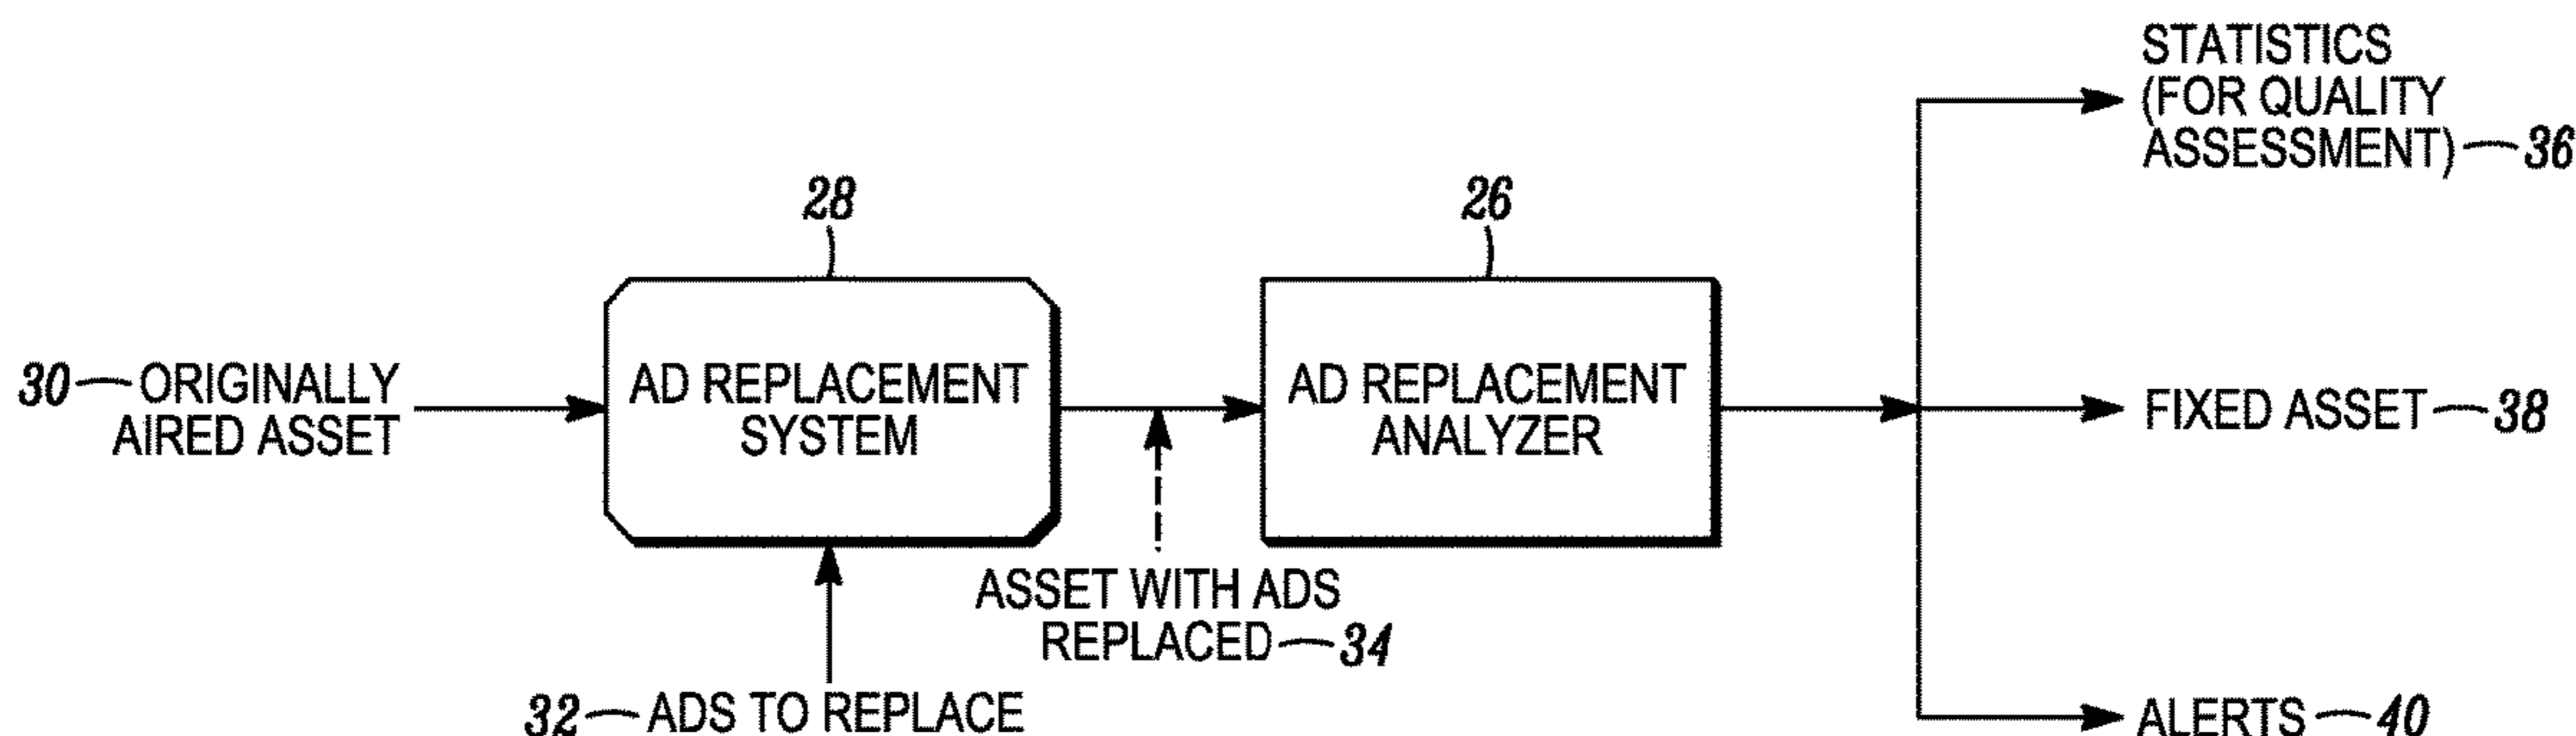 STATISTICS
(FOR QUALITY
ASSESSMENT) 36
28
26
30 ORIGINALLY
AIRED ASSET
AD REPLACEMENT
SYSTEM
AD REPLACEMENT
ANALYZER
FIXED ASSET 38
ASSET WITH ADS
REPLACED 34
32 ADS TO REPLACE
ALERTS 40